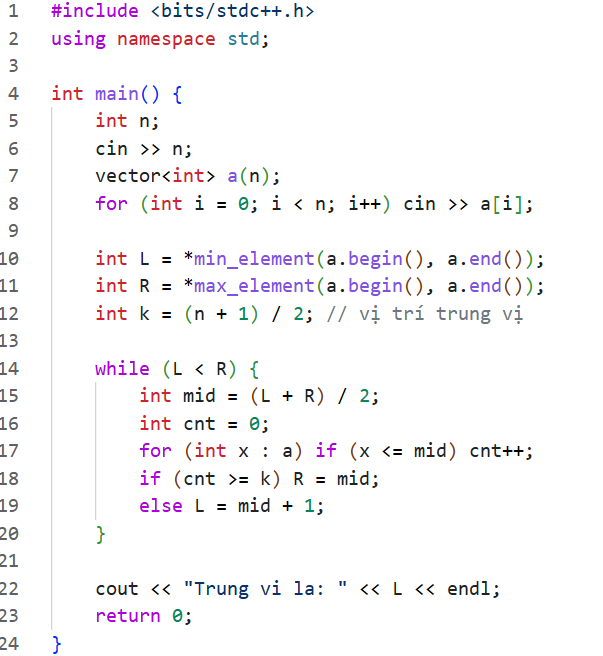 1 #include <bits/stdc++.h>
2 using namespace std;
3
4 int main() {
5     int n;
6     cin >> n;
7     vector<int> a(n);
8     for (int i = 0; i < n; i++) cin >> a[i];
9
10     int L = *min_element(a.begin(), a.end());
11     int R = *max_element(a.begin(), a.end());
12     int k = (n + 1) / 2; // vị trí trung vị
13
14     while (L < R) {
15         int mid = (L + R) / 2;
16         int cnt = 0;
17         for (int x : a) if (x <= mid) cnt++;
18         if (cnt >= k) R = mid;
19         else L = mid + 1;
20     }
21
22     cout << "Trung vi la: " << L << endl;
23     return 0;
24 }